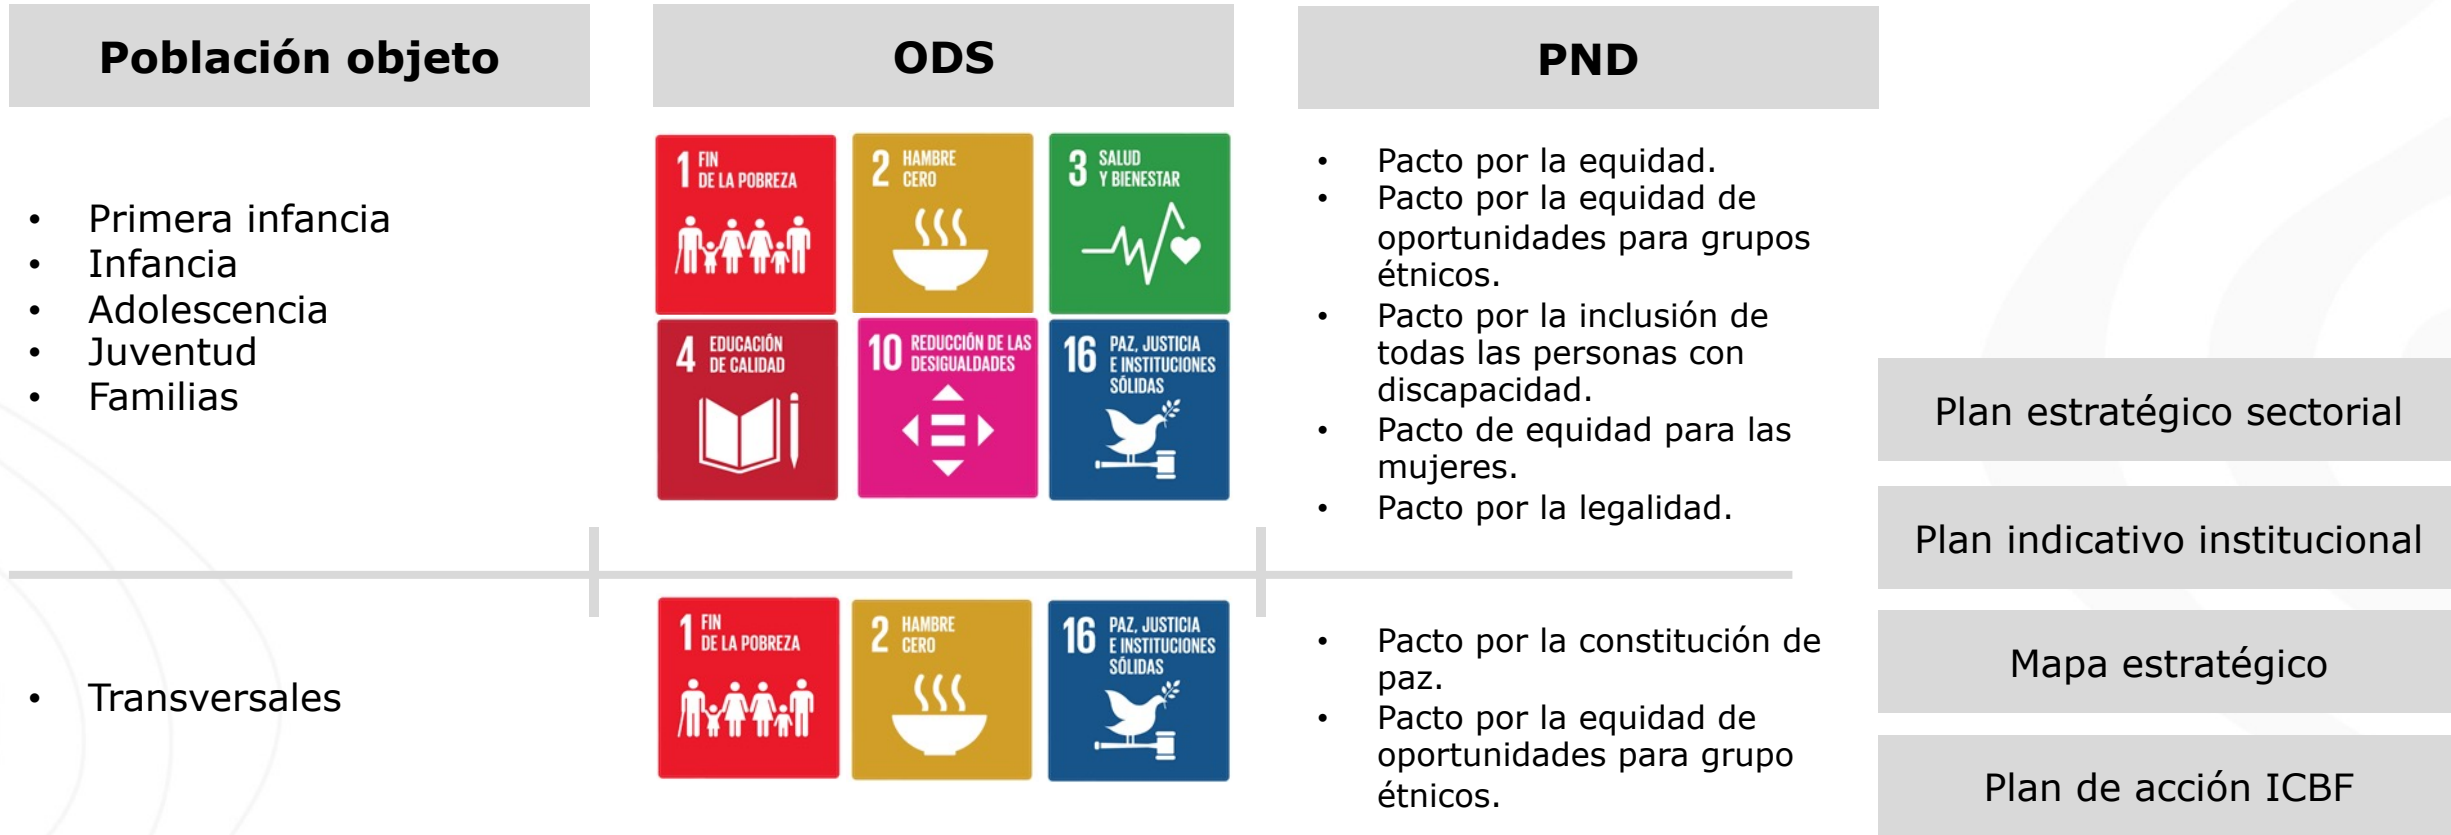 Población objeto
ODS
PND
• Primera infancia
• Infancia
• Adolescencia
• Juventud
• Familias
1 FIN
DE LA POBREZA
2 HAMBRE
CERO
3 SALUD
Y BIENESTAR
4 EDUCACIÓN
DE CALIDAD
10 REDUCCIÓN DE LAS
DESIGUALDADES
16 PAZ, JUSTICIA
E INSTITUCIONES
SÓLIDAS
• Pacto por la equidad.
• Pacto por la equidad de
oportunidades para grupos
étnicos.
• Pacto por la inclusión de
todas las personas con
discapacidad.
• Pacto de equidad para las
mujeres.
• Pacto por la legalidad.
• Transversales
1 FIN
DE LA POBREZA
2 HAMBRE
CERO
16 PAZ, JUSTICIA
E INSTITUCIONES
SÓLIDAS
• Pacto por la constitución de
paz.
• Pacto por la equidad de
oportunidades para grupo
étnicos.
Plan estratégico sectorial
Plan indicativo institucional
Mapa estratégico
Plan de acción ICBF